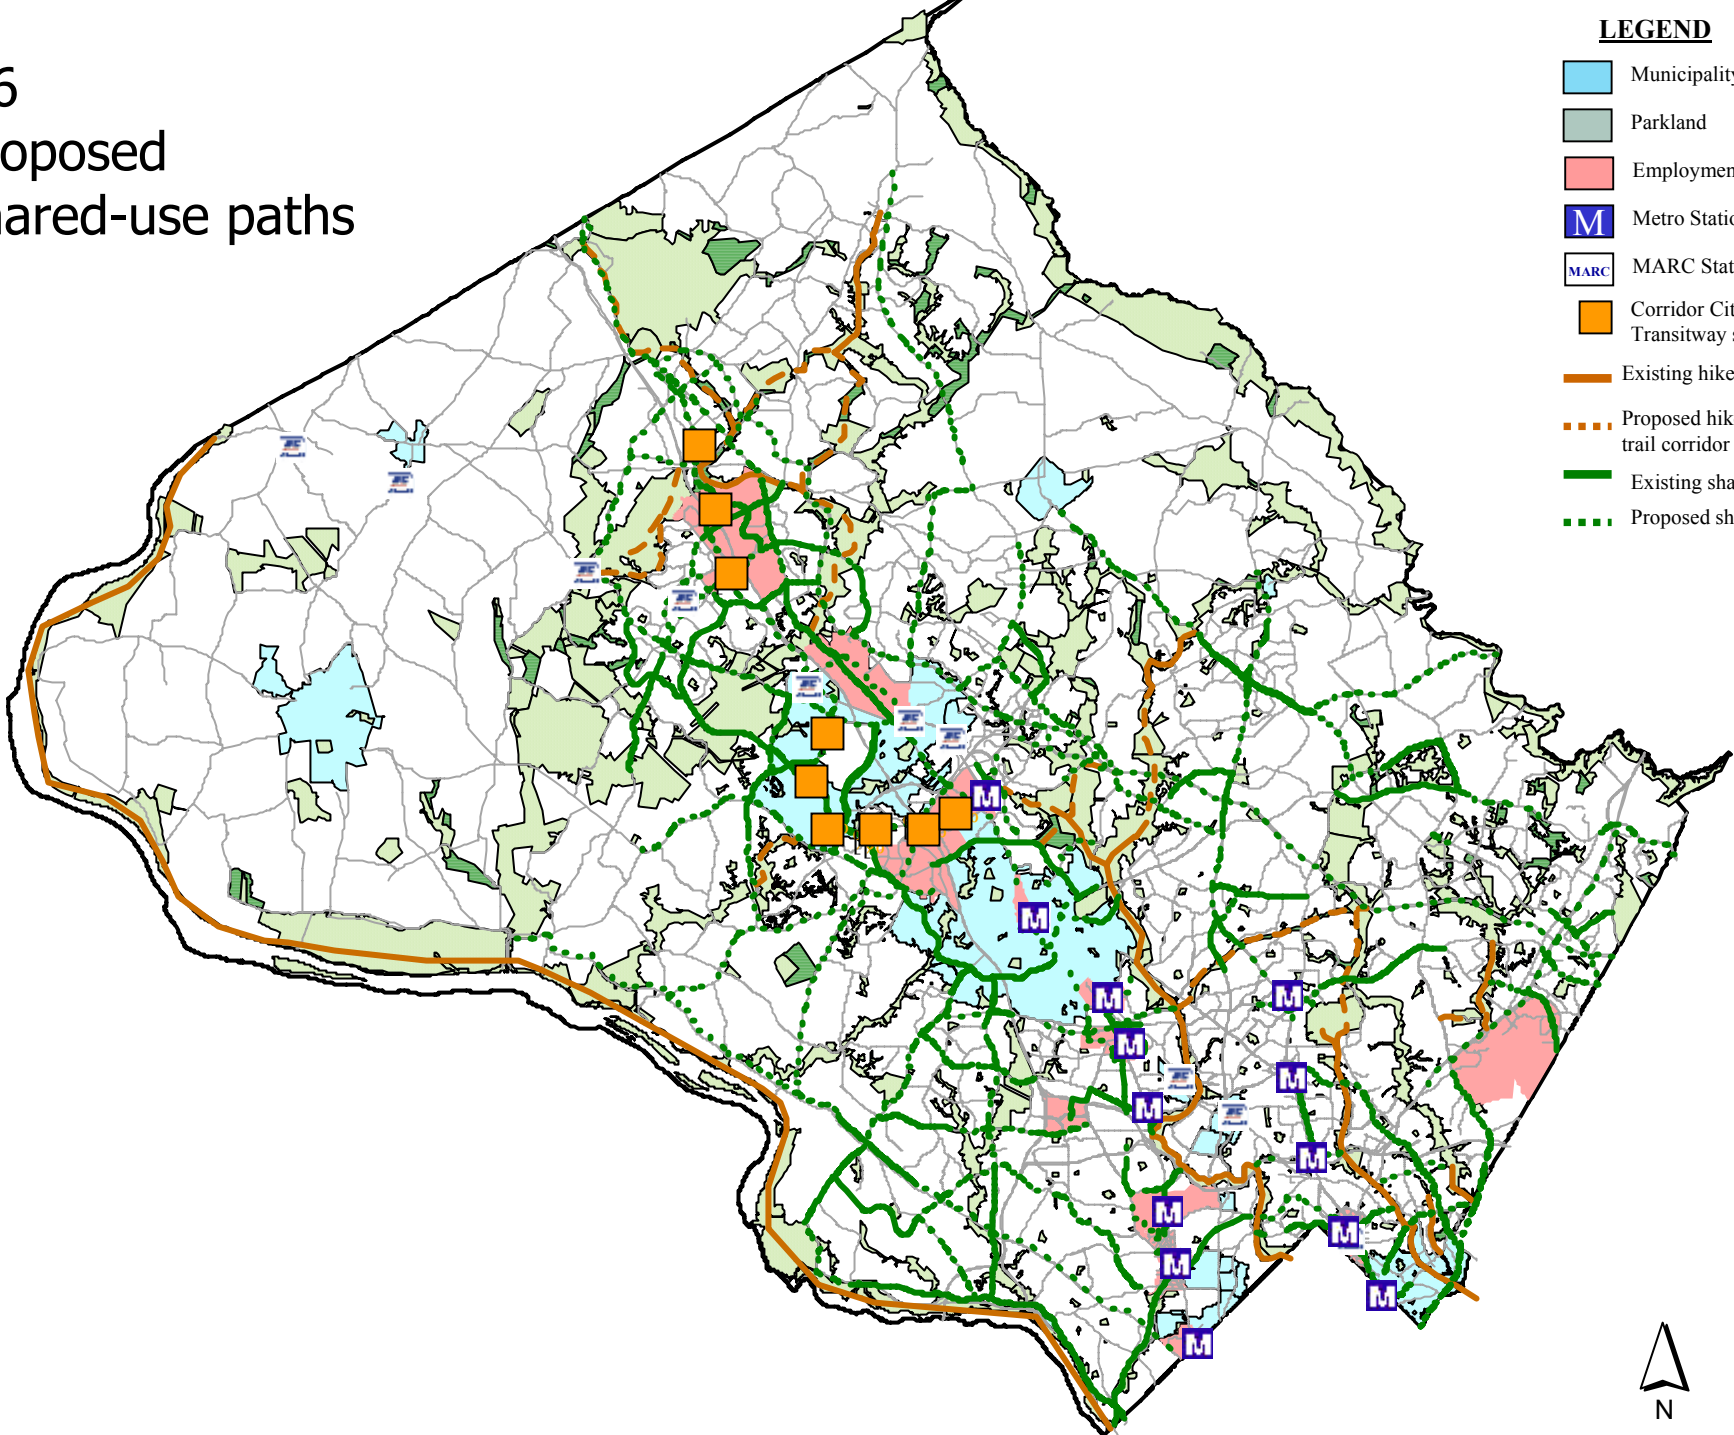 6
oposed
ared-use paths
LEGEND
Municipality
Parkland
Employmen
M Metro Statio
MARC MARC Stat
Corridor Cit
Transitway s
Existing hike
Proposed hik
trail corridor
Existing sha
Proposed sh
M
M
M
M
M
M
M
M
M
M
M
M
M
N